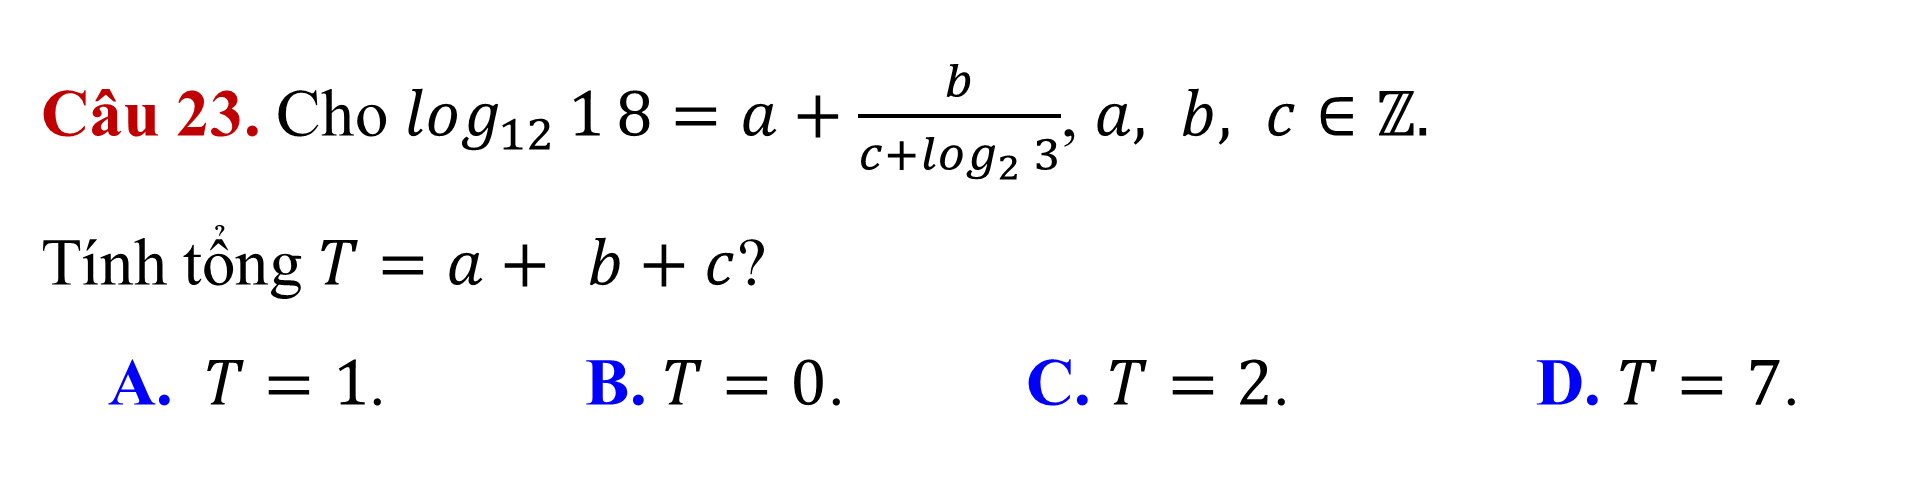 Câu 23. Cho log₁₂ 18 = a + b/(c+log₂ 3), a, b, c ∈ ℤ.
Tính tổng T = a + b + c?
A. T = 1. B. T = 0. C. T = 2. D. T = 7.